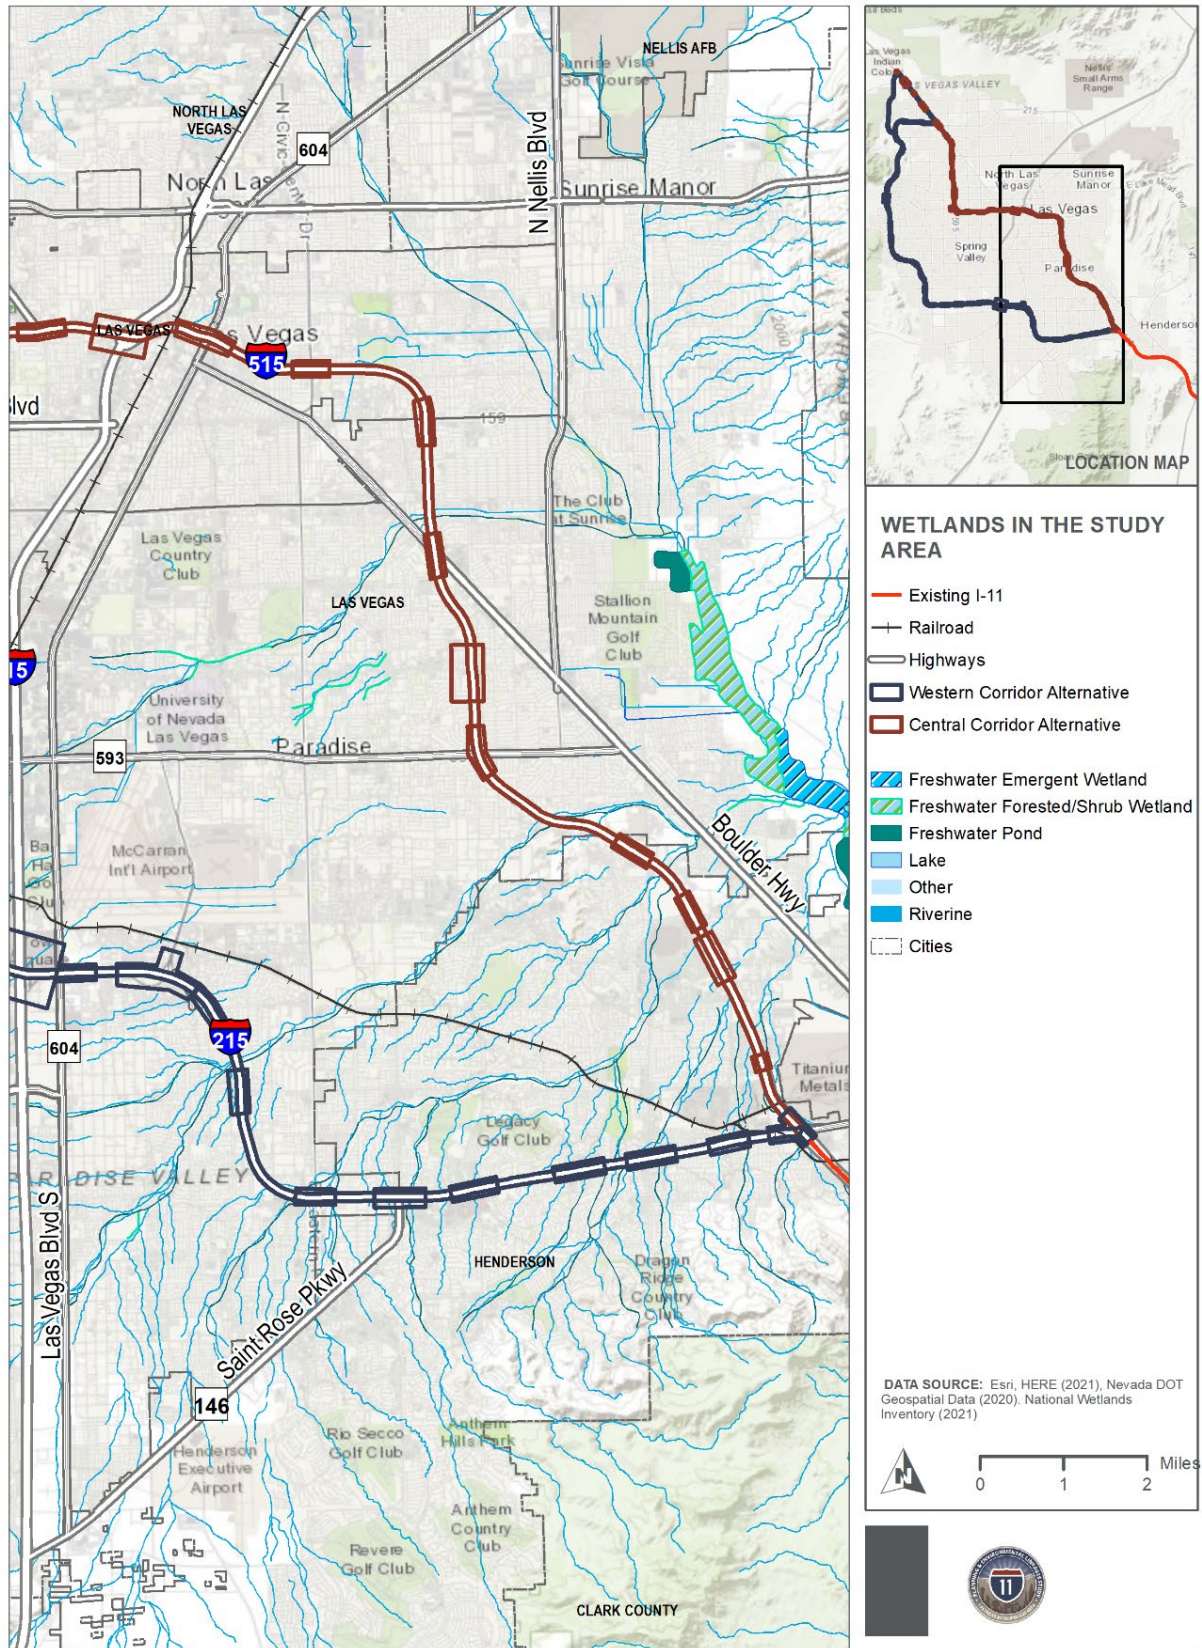 NELLIS AFB
Sunrise Vista
Golf Course
NORTH LAS
VEGAS
N Civic Center Dr
604
North Las
N Nellis Blvd
Sunrise Manor
LAS VEGAS
Vegas
515
Blvd
159
2000
The Club
at Sunrise
Las Vegas
Country
Club
LAS VEGAS
Stallion
Mountain
Golf
Club
15
University
of Nevada
Las Vegas
593
Paradise
Boulder Hwy
McCarran
Int'l Airport
215
604
Titanium
Metals
Legacy
Golf Club
PARADISE VALLEY
Las Vegas Blvd S
Eastern
Saint Rose Pkwy
HENDERSON
Dragon
Ridge
Country
Club
146
Rio Secco
Golf Club
Anthem
Hills Park
Henderson
Executive
Airport
Anthem
Country
Club
Revere
Golf Club
CLARK COUNTY
Las Vegas
Indian
Colo
S VEGAS VALLEY
Nellis
Small Arms
Range
215
North Las
Vegas
Sunrise
Manor
E Lake Mead Blvd
Las Vegas
595
Spring
Valley
Paradise
Henderson
LOCATION MAP
WETLANDS IN THE STUDY
AREA
Existing I-11
Railroad
Highways
Western Corridor Alternative
Central Corridor Alternative
Freshwater Emergent Wetland
Freshwater Forested/Shrub Wetland
Freshwater Pond
Lake
Other
Riverine
Cities
DATA SOURCE: Esri, HERE (2021), Nevada DOT
Geospatial Data (2020). National Wetlands
Inventory (2021)
N
Miles
0 1 2
11